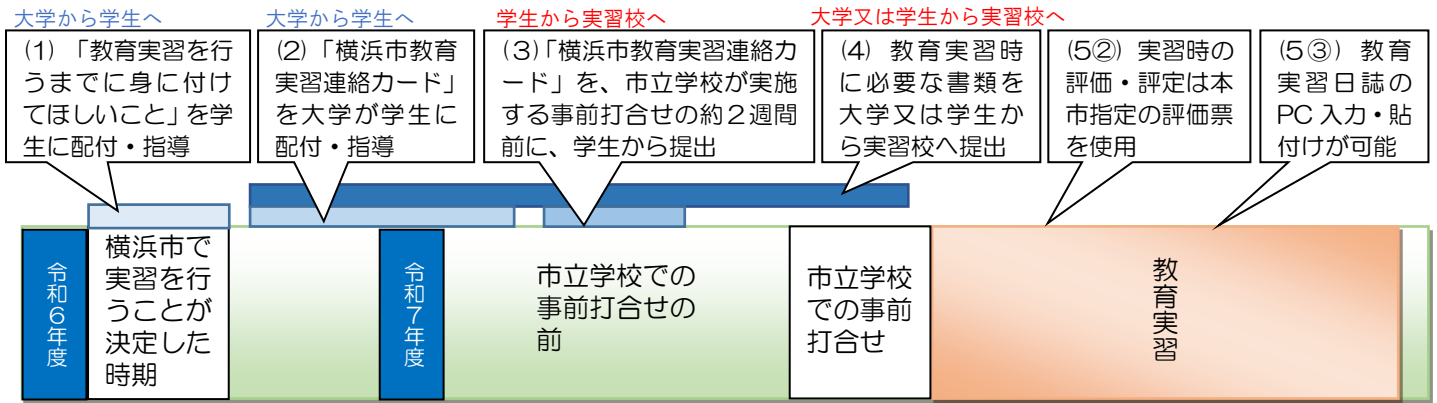 大学から学生へ
(1) 「教育実習を行
うまでに身に付け
てほしいこと」を学
生に配付・指導
大学から学生へ
(2)「横浜市教育
実習連絡カード」
を大学が学生に
配付・指導
学生から実習校へ
(3)「横浜市教育実習連絡カ
ード」を、市立学校が実施
する事前打合せの約2週間
前に、学生から提出
大学又は学生から実習校へ
(4) 教育実習時
に必要な書類を
大学又は学生か
ら実習校へ提出
(5②) 実習時の
評価・評定は本
市指定の評価票
を使用
(5③) 教育
実習日誌の
PC 入力・貼
付けが可能
令和6年度
横浜市で
実習を行
うことが
決定した
時期
令和7年度
市立学校での
事前打合せの
前
市立学校
での事前
打合せ
教育実習